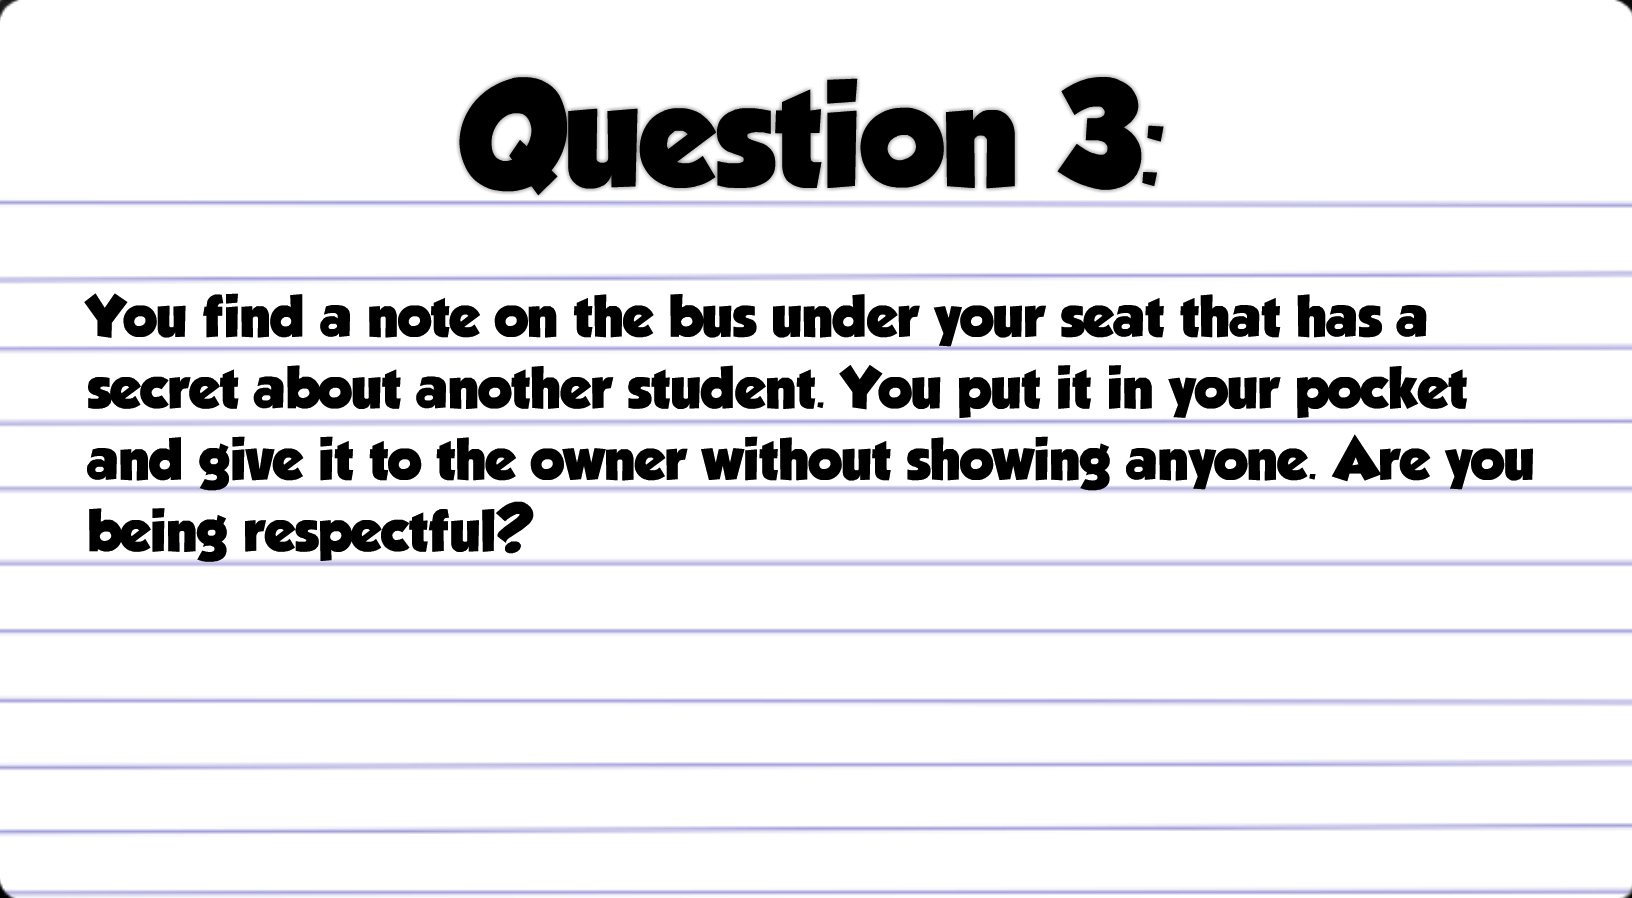 Question 3:
You find a note on the bus under your seat that has a
secret about another student. You put it in your pocket
and give it to the owner without showing anyone. Are you
being respectful?